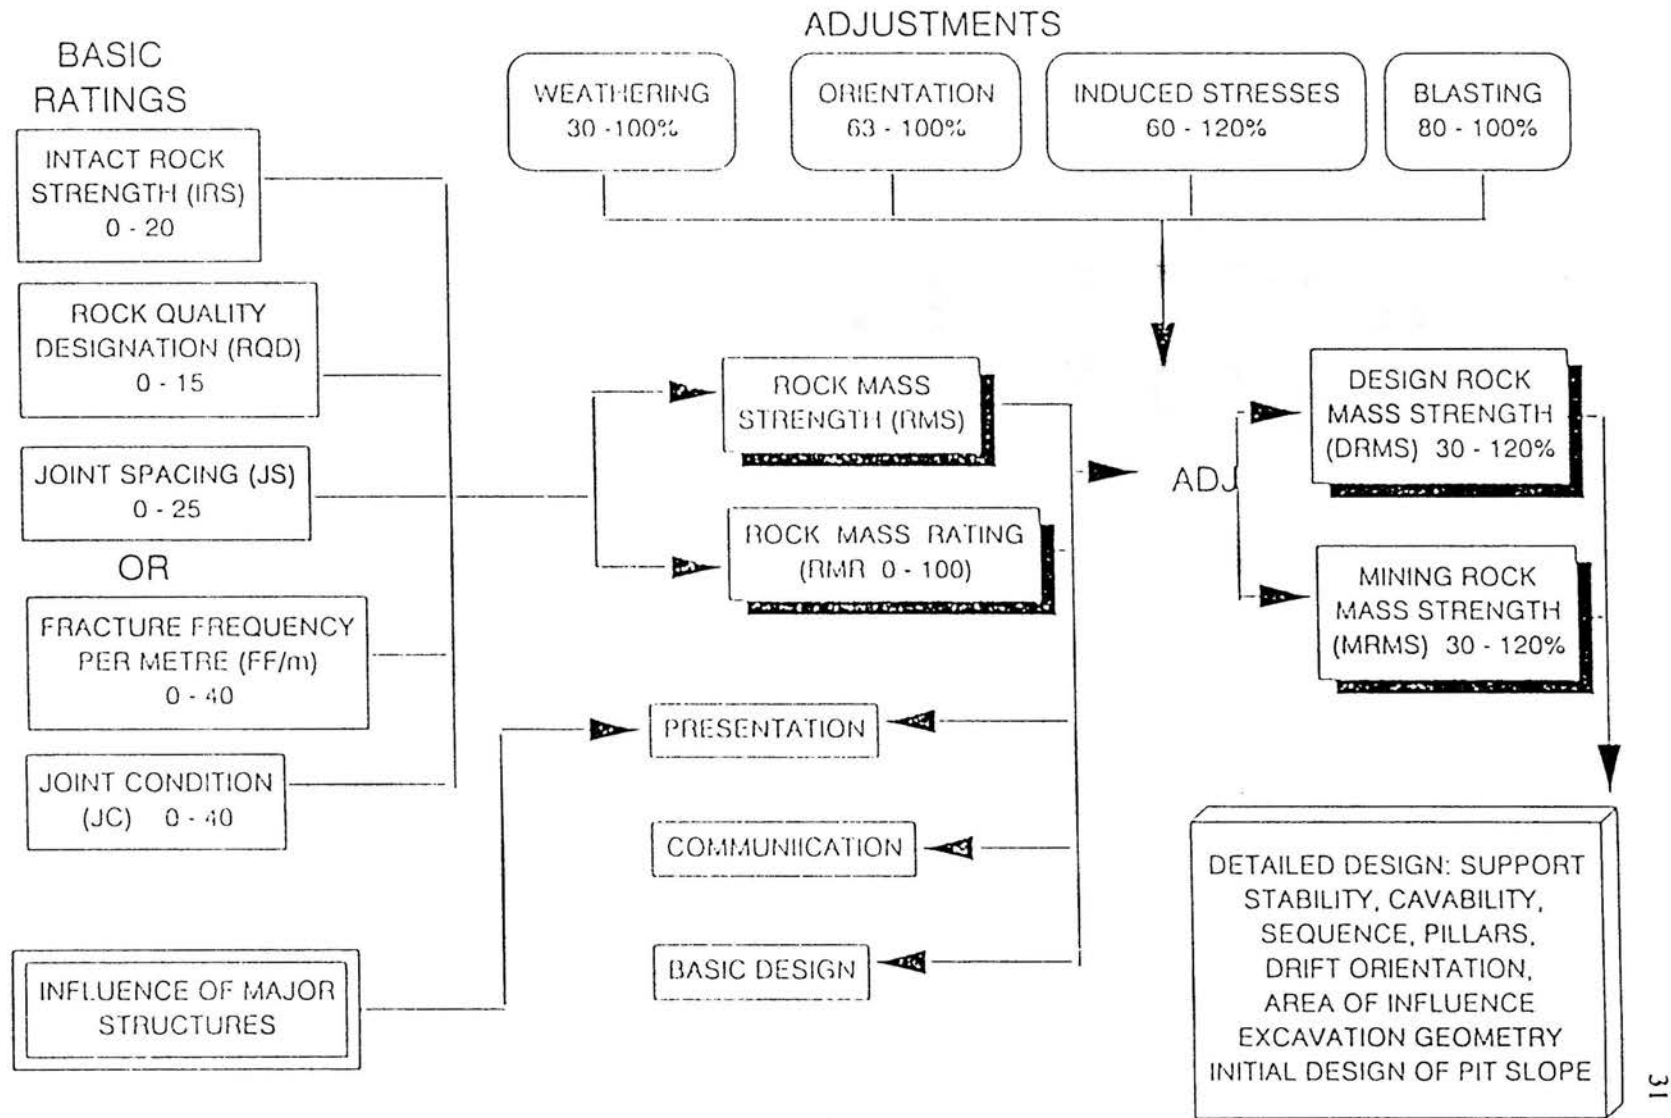 ADJUSTMENTS
BASIC
RATINGS
WEATHERING
30 -100%
ORIENTATION
63 - 100%
INDUCED STRESSES
60 - 120%
BLASTING
80 - 100%
INTACT ROCK
STRENGTH (IRS)
0 - 20
ROCK QUALITY
DESIGNATION (RQD)
0 - 15
JOINT SPACING (JS)
0 - 25
OR
FRACTURE FREQUENCY
PER METRE (FF/m)
0 - 40
JOINT CONDITION
(JC) 0 - 40
INFLUENCE OF MAJOR
STRUCTURES
ROCK MASS
STRENGTH (RMS)
ROCK MASS RATING
(RMR 0 - 100)
PRESENTATION
COMMUNIICATION
BASIC DESIGN
ADJ
DESIGN ROCK
MASS STRENGTH
(DRMS) 30 - 120%
MINING ROCK
MASS STRENGTH
(MRMS) 30 - 120%
DETAILED DESIGN: SUPPORT
STABILITY, CAVABILITY,
SEQUENCE, PILLARS,
DRIFT ORIENTATION,
AREA OF INFLUENCE
EXCAVATION GEOMETRY
INITIAL DESIGN OF PIT SLOPE
31